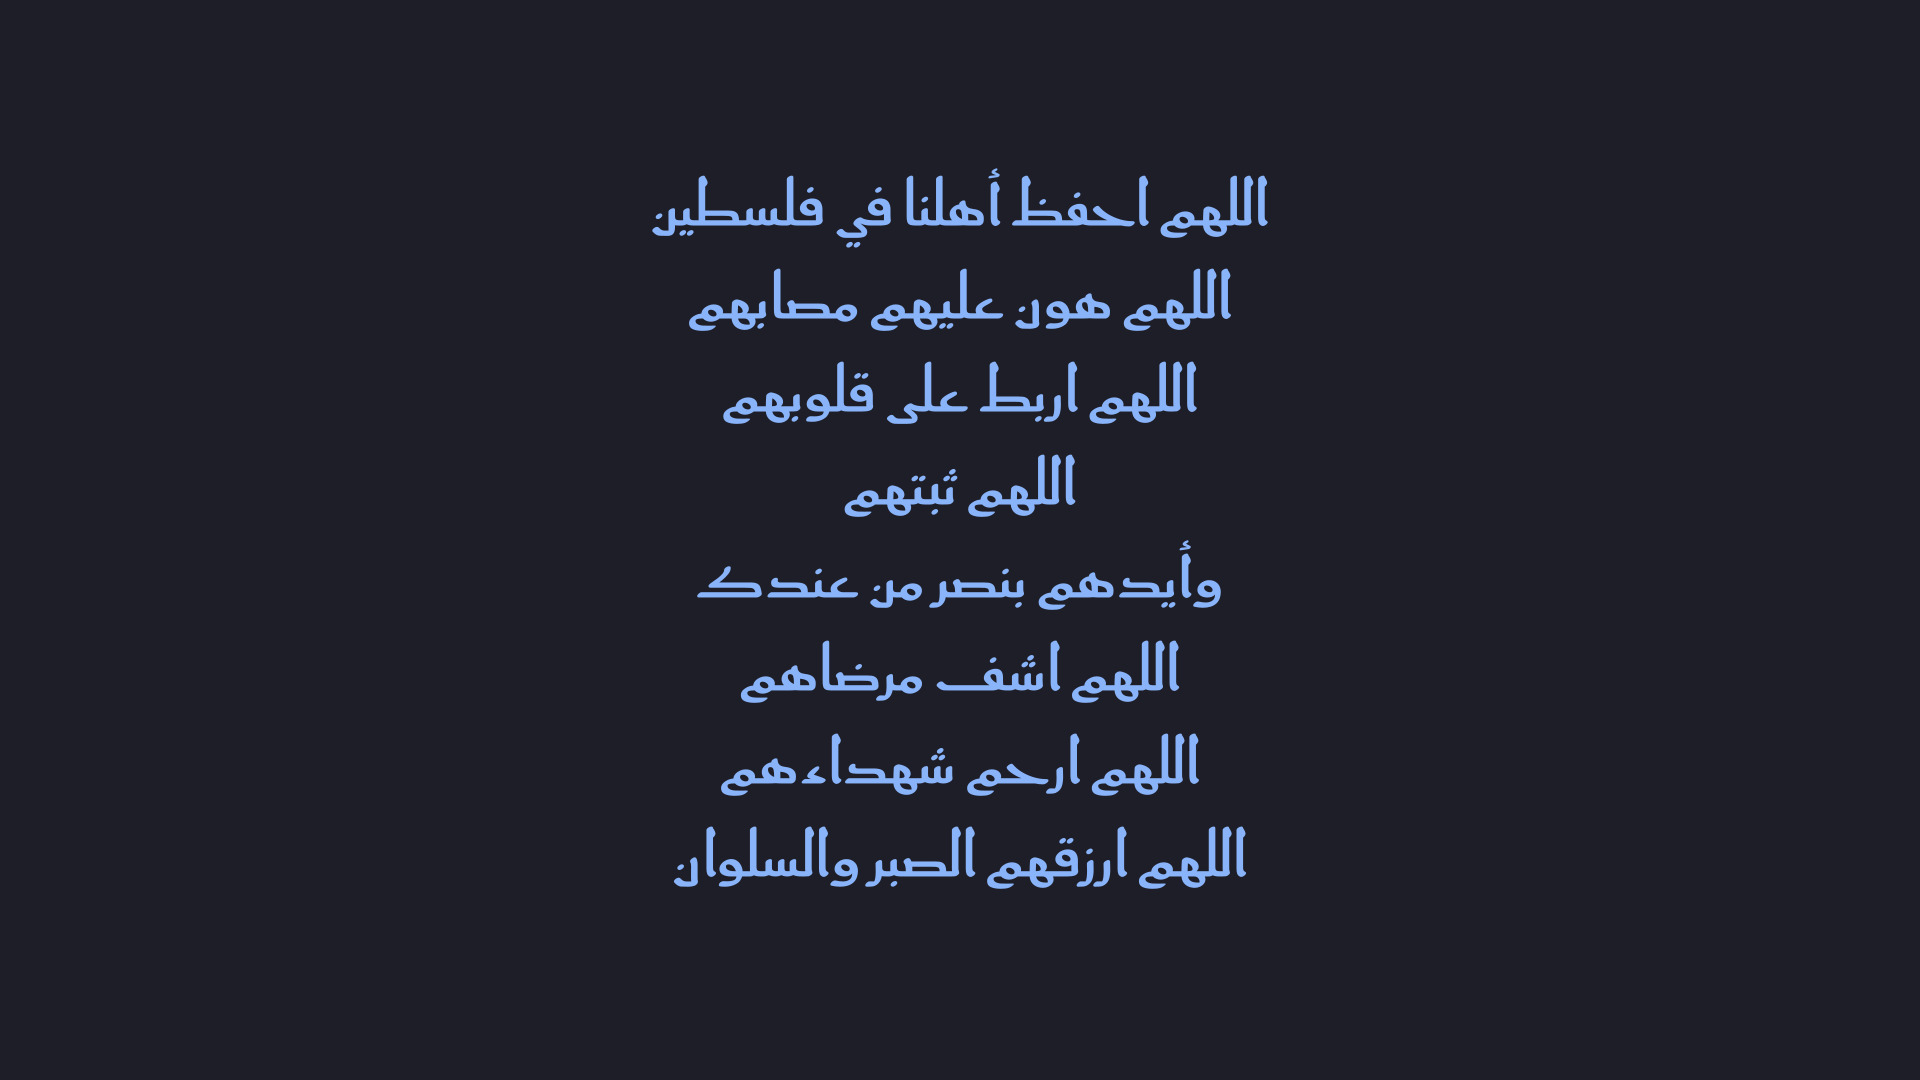 اللهم احفظ أهلنا في فلسطين
اللهم هون عليهم مصابهم
اللهم اربط على قلوبهم
اللهم ثبتهم
وأيدهم بنصر من عندك
اللهم اشف مرضاهم
اللهم ارحم شهداءهم
اللهم ارزقهم الصبر والسلوان